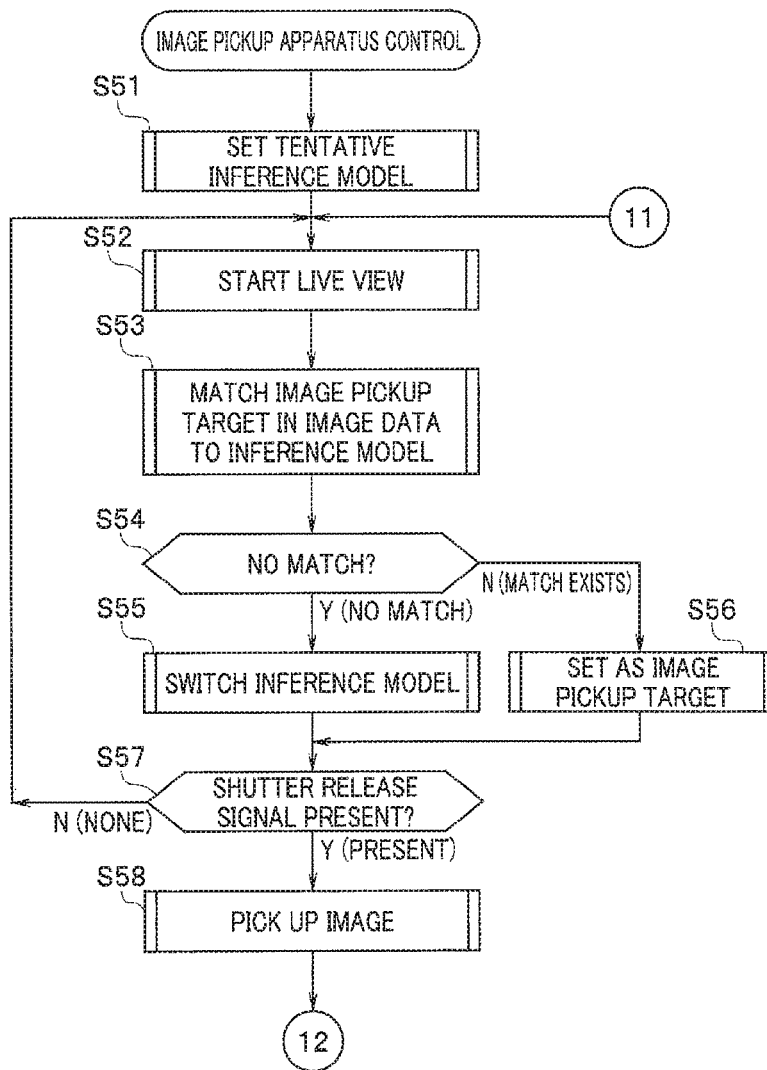 IMAGE PICKUP APPARATUS CONTROL
S51
SET TENTATIVE
INFERENCE MODEL
11
S52
START LIVE VIEW
S53
MATCH IMAGE PICKUP
TARGET IN IMAGE DATA
TO INFERENCE MODEL
S54
NO MATCH?
N (MATCH EXISTS)
Y (NO MATCH)
S55
SWITCH INFERENCE MODEL
S56
SET AS IMAGE
PICKUP TARGET
S57
SHUTTER RELEASE
SIGNAL PRESENT?
N (NONE)
Y (PRESENT)
S58
PICK UP IMAGE
12